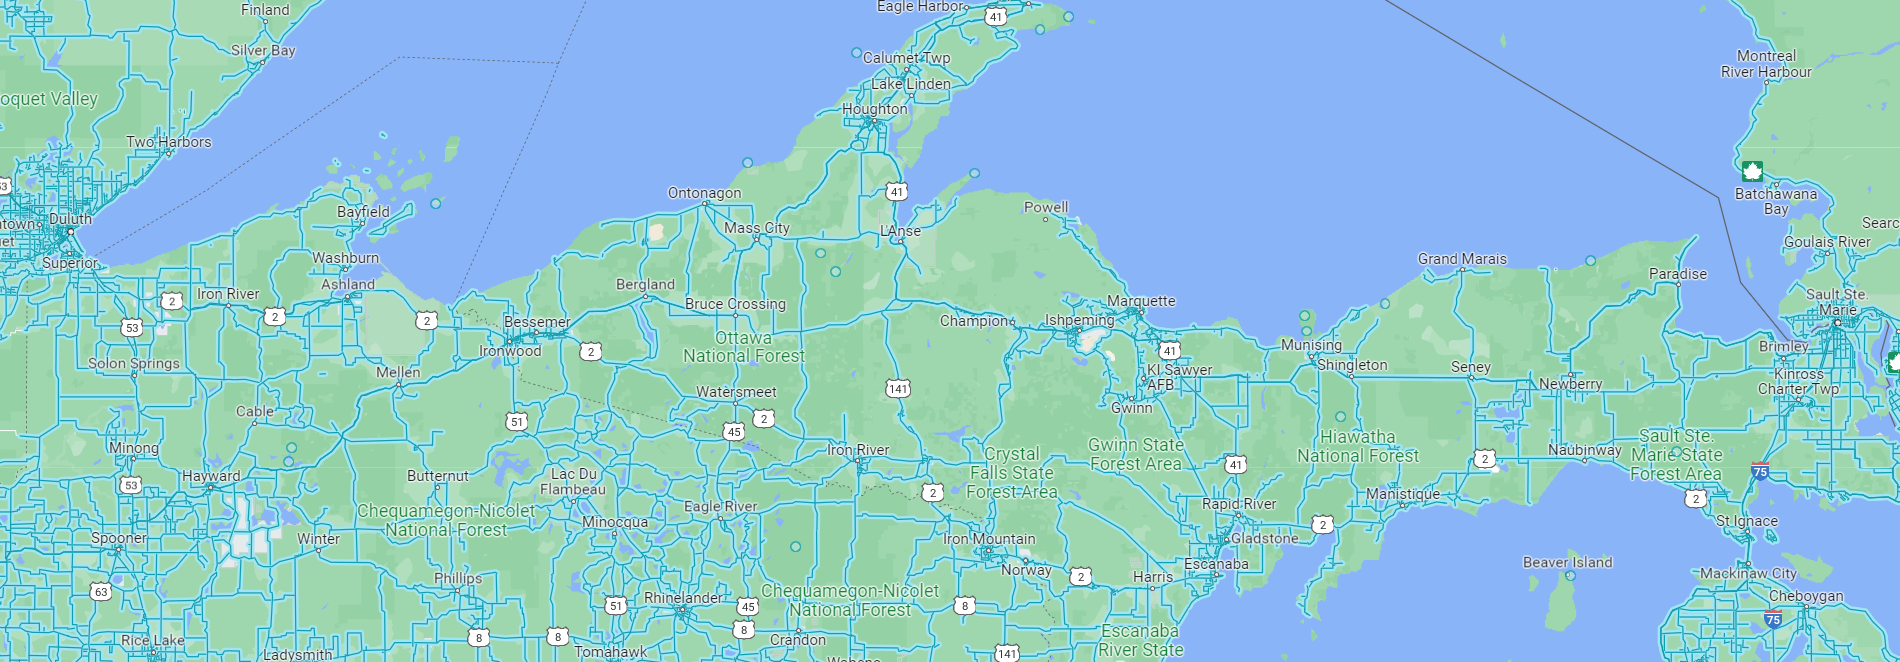 Finland
Eagle Harbor
41
Silver Bay
Calumet Twp
Montreal
River Harbour
Lake Linden
oquet Valley
Houghton
Two Harbors
53
41
Ontonagon
Batchawana
Bay
Bayfield
Powell
Duluth
town
et
Mass City
L'Anse
Searc
Goulais River
Superior
Washburn
Grand Marais
Paradise
Ashland
Bergland
Iron River
2
2
2
53
Bruce Crossing
Marquette
Sault Ste.
Marie
Bessemer
Champion
Ishpeming
Ironwood
2
Ottawa
National Forest
41
Munising
Brimley
Solon Springs
Mellen
Shingleton
Seney
KI Sawyer
AFB
Newberry
Kinross
Charter Twp
Watersmeet
141
Gwinn
Cable
51
2
45
Minong
Iron River
Crystal
Falls State
Forest Area
Gwinn State
Forest Area
Hiawatha
National Forest
Sault Ste.
Marie State
Forest Area
Naubinway
41
2
75
Hayward
53
Butternut
Lac Du
Flambeau
2
Manistique
2
Chequamegon-Nicolet
National Forest
Eagle River
Rapid River
Minocqua
2
St Ignace
Spooner
Winter
Iron Mountain
Gladstone
Norway
Escanaba
Beaver Island
Mackinaw City
Phillips
2
Harris
63
Chequamegon-Nicolet
National Forest
Rhinelander
51
45
8
Cheboygan
75
8
8
8
Rice Lake
Crandon
Escanaba
River State
Ladysmith
Tomahawk
141
Wabeno